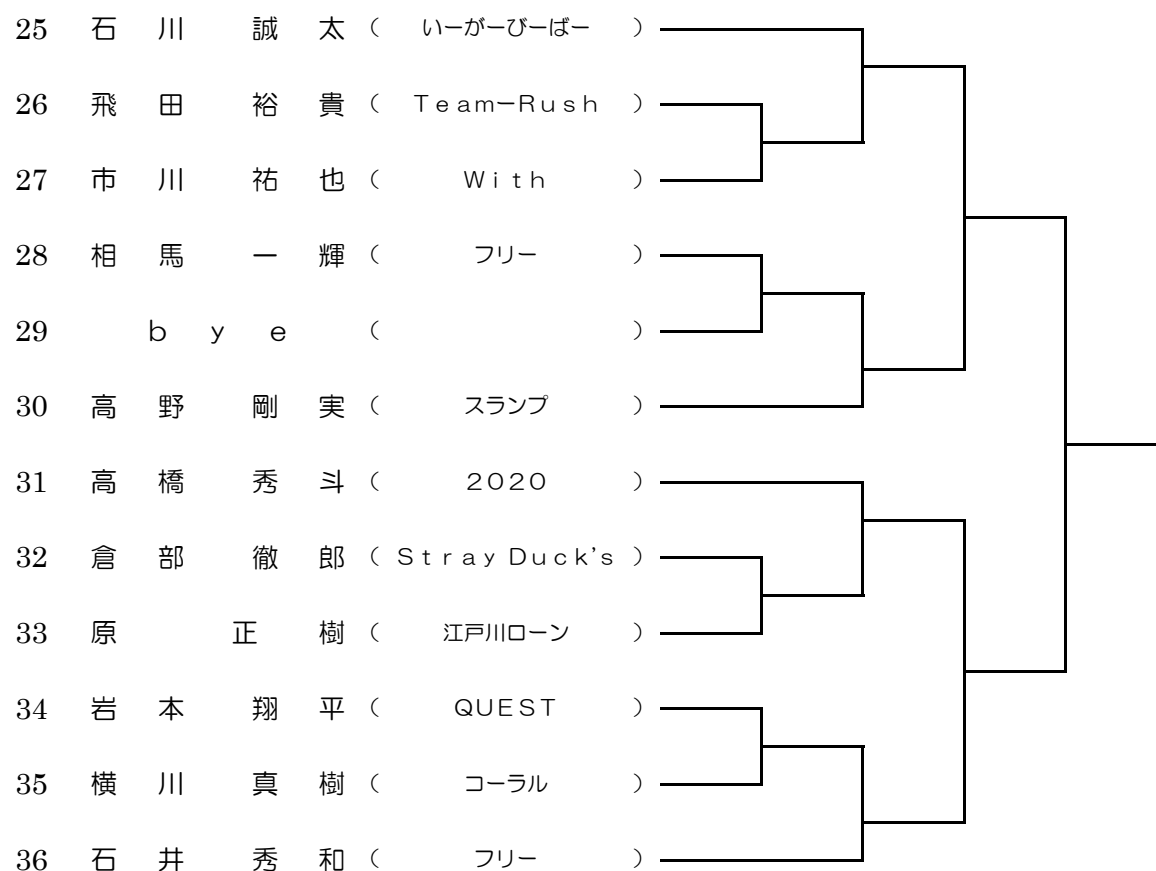 25 石川 誠太 （ いーがーびーばー ）
26 飛田 裕貴 （ Team－Rush ）
27 市川 祐也 （ With ）
28 相馬 一輝 （ フリー ）
29 bye （ ）
30 高野 剛実 （ スランプ ）
31 高橋 秀斗 （ 2020 ）
32 倉部 徹郎 （ Stray Duck's ）
33 原 正樹 （ 江戸川ローン ）
34 岩本 翔平 （ QUEST ）
35 横川 真樹 （ コーラル ）
36 石井 秀和 （ フリー ）